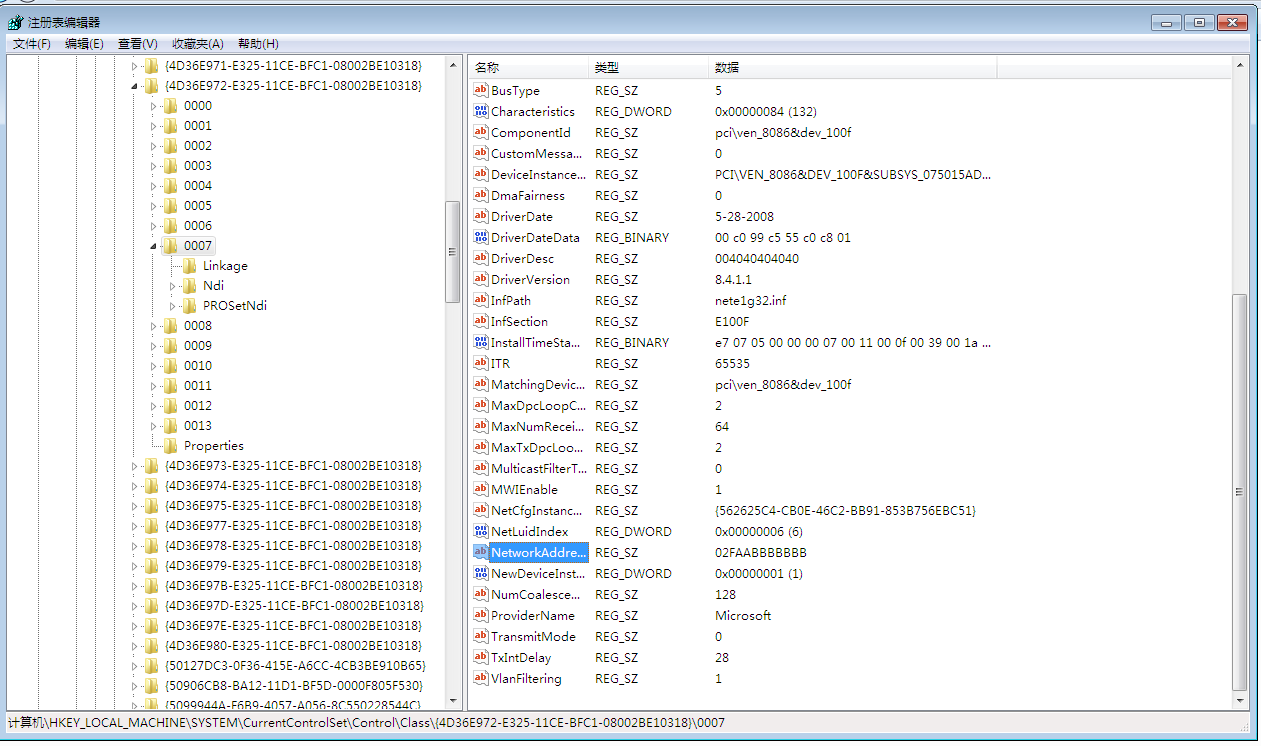 注册表编辑器
文件(F) 编辑(E) 查看(V) 收藏夹(A) 帮助(H)
{4D36E971-E325-11CE-BFC1-08002BE10318}
{4D36E972-E325-11CE-BFC1-08002BE10318}
0000
0001
0002
0003
0004
0005
0006
0007
Linkage
Ndi
PROSetNdi
0008
0009
0010
0011
0012
0013
Properties
{4D36E973-E325-11CE-BFC1-08002BE10318}
{4D36E974-E325-11CE-BFC1-08002BE10318}
{4D36E975-E325-11CE-BFC1-08002BE10318}
{4D36E977-E325-11CE-BFC1-08002BE10318}
{4D36E978-E325-11CE-BFC1-08002BE10318}
{4D36E979-E325-11CE-BFC1-08002BE10318}
{4D36E97B-E325-11CE-BFC1-08002BE10318}
{4D36E97D-E325-11CE-BFC1-08002BE10318}
{4D36E97E-E325-11CE-BFC1-08002BE10318}
{4D36E980-E325-11CE-BFC1-08002BE10318}
{50127DC3-0F36-415E-A6CC-4CB3BE910B65}
{50906CB8-BA12-11D1-BF5D-0000F805F530}
{5099944A-F6B9-4057-A056-8C550228544C}
名称 类型 数据
BusType REG_SZ 5
Characteristics REG_DWORD 0x00000084 (132)
ComponentId REG_SZ pci\ven_8086&dev_100f
CustomMessa... REG_SZ 0
DeviceInstance... REG_SZ PCI\VEN_8086&DEV_100F&SUBSYS_075015AD...
DmaFairness REG_SZ 0
DriverDate REG_SZ 5-28-2008
DriverDateData REG_BINARY 00 c0 99 c5 55 c0 c8 01
DriverDesc REG_SZ 004040404040
DriverVersion REG_SZ 8.4.1.1
InfPath REG_SZ nete1g32.inf
InfSection REG_SZ E100F
InstallTimeSta... REG_BINARY e7 07 05 00 00 00 07 00 11 00 0f 00 39 00 1a ...
ITR REG_SZ 65535
MatchingDevic... REG_SZ pci\ven_8086&dev_100f
MaxDpcLoopC... REG_SZ 2
MaxNumRecei... REG_SZ 64
MaxTxDpcLoo... REG_SZ 2
MulticastFilterT... REG_SZ 0
MWIEnable REG_SZ 1
NetCfgInstanc... REG_SZ {562625C4-CB0E-46C2-BB91-853B756EBC51}
NetLuidIndex REG_DWORD 0x00000006 (6)
NetworkAddre... REG_SZ 02FAABBBBBBB
NewDeviceInst... REG_DWORD 0x00000001 (1)
NumCoalesce... REG_SZ 128
ProviderName REG_SZ Microsoft
TransmitMode REG_SZ 0
TxIntDelay REG_SZ 28
VlanFiltering REG_SZ 1
计算机\HKEY_LOCAL_MACHINE\SYSTEM\CurrentControlSet\Control\Class\{4D36E972-E325-11CE-BFC1-08002BE10318}\0007